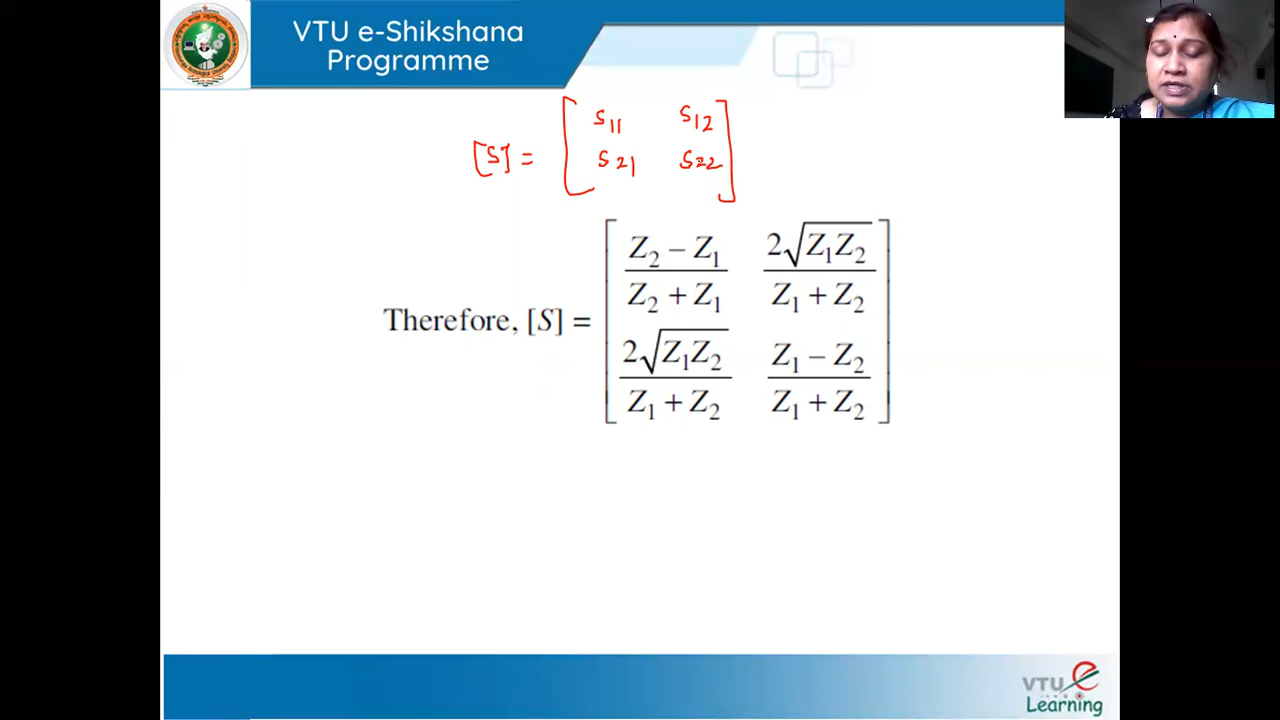 VTU e-Shikshana
Programme
[S] = [ S11 S12
S21 S22 ]
Therefore, [S] = [ (Z₂ – Z₁)/(Z₂ + Z₁) 2√(Z₁Z₂)/(Z₁ + Z₂)
2√(Z₁Z₂)/(Z₁ + Z₂) (Z₁ – Z₂)/(Z₁ + Z₂) ]
VTU e
Learning